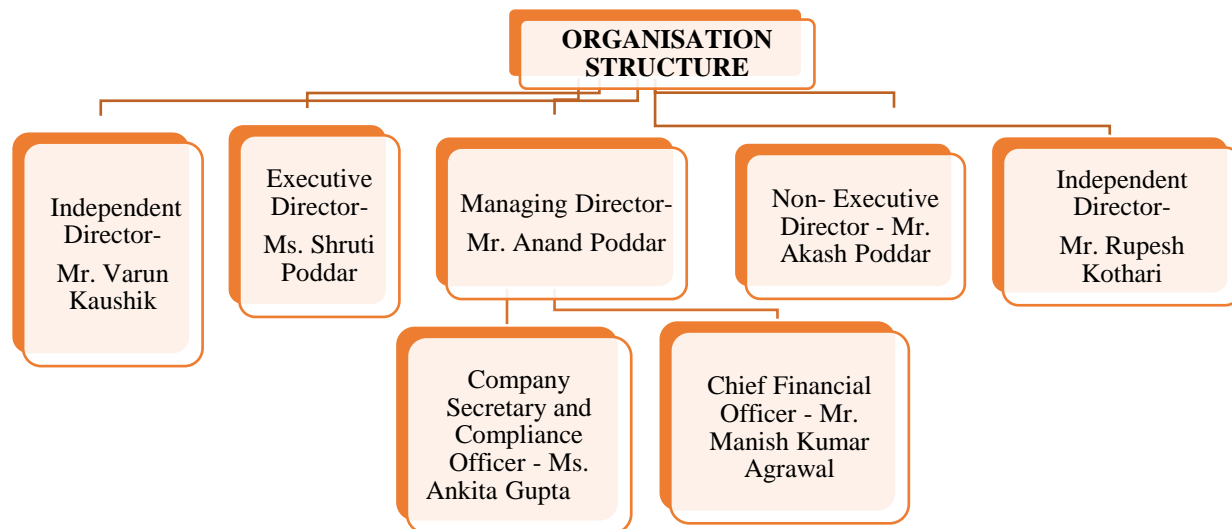 ORGANISATION
STRUCTURE
Independent
Director-
Mr. Varun
Kaushik
Executive
Director-
Ms. Shruti
Poddar
Managing Director-
Mr. Anand Poddar
Non- Executive
Director - Mr.
Akash Poddar
Independent
Director-
Mr. Rupesh
Kothari
Company
Secretary and
Compliance
Officer - Ms.
Ankita Gupta
Chief Financial
Officer - Mr.
Manish Kumar
Agrawal